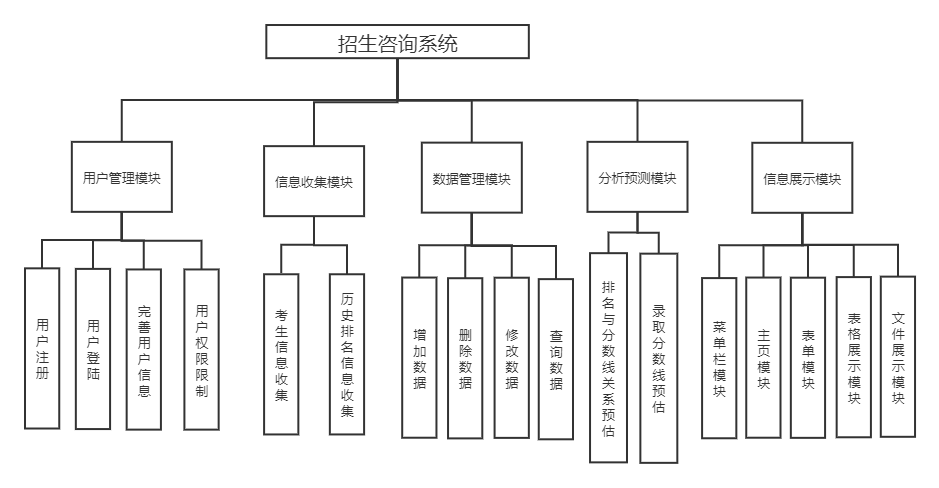 招生咨询系统
用户管理模块
信息收集模块
数据管理模块
分析预测模块
信息展示模块
用户注册
用户登陆
完善用户信息
用户权限限制
考生信息收集
历史排名信息收集
增加数据
删除数据
修改数据
查询数据
排名与分数线关系预估
录取分数线预估
菜单栏模块
主页模块
表单模块
表格展示模块
文件展示模块